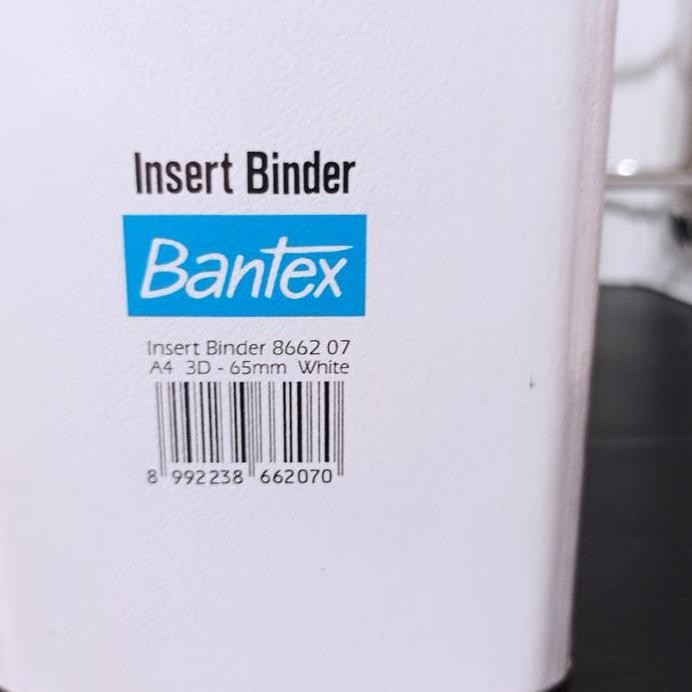 Insert Binder
Bantex
Insert Binder 8662 07
A4 3D - 65mm White
8 992238 662070